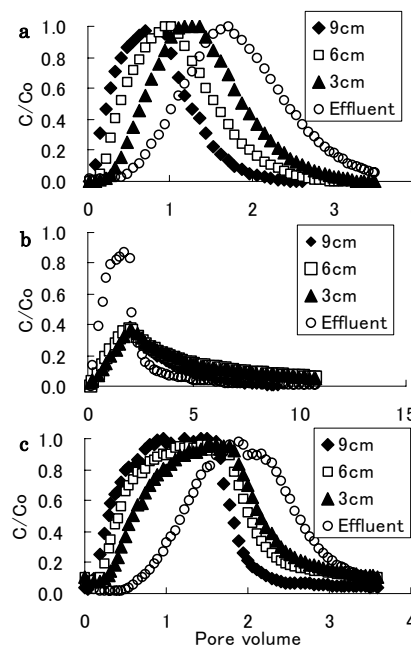 a
C/Co
1.0
0.8
0.6
0.4
0.2
0.0
0
1
2
3
9cm
6cm
3cm
Effluent
b
C/Co
1.0
0.8
0.6
0.4
0.2
0.0
0
5
10
15
9cm
6cm
3cm
Effluent
c
C/Co
1.0
0.8
0.6
0.4
0.2
0.0
0
1
2
3
4
9cm
6cm
3cm
Effluent
Pore volume